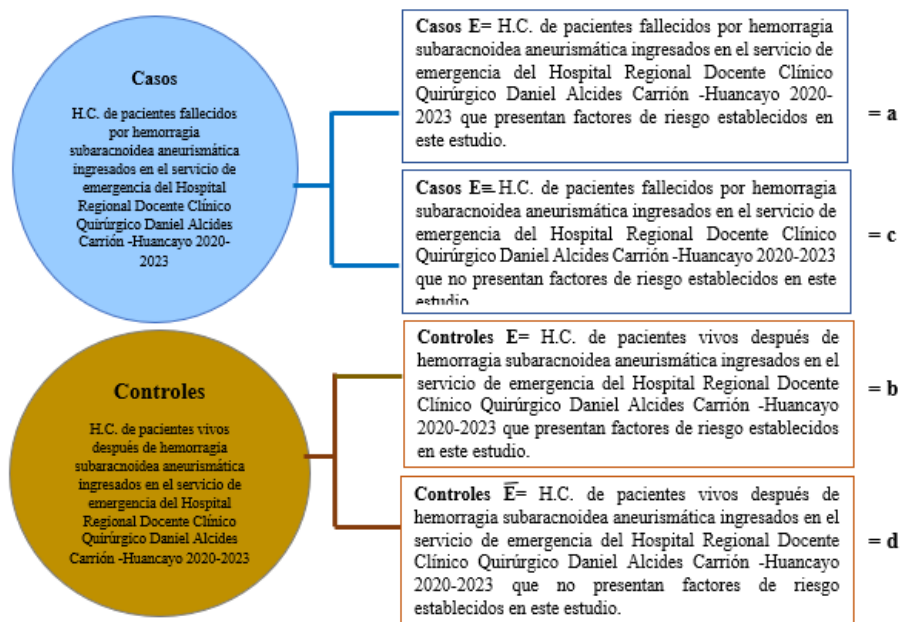 Casos
H.C. de pacientes fallecidos
por hemorragia
subaracnoidea aneurismática
ingresados en el servicio de
emergencia del Hospital
Regional Docente Clínico
Quirúrgico Daniel Alcides
Carrión -Huancayo 2020-
2023
Casos E= H.C. de pacientes fallecidos por hemorragia
subaracnoidea aneurismática ingresados en el servicio de
emergencia del Hospital Regional Docente Clínico
Quirúrgico Daniel Alcides Carrión -Huancayo 2020-
2023 que presentan factores de riesgo establecidos en
este estudio.
= a
Casos E= H.C. de pacientes fallecidos por hemorragia
subaracnoidea aneurismática ingresados en el servicio de
emergencia del Hospital Regional Docente Clínico
Quirúrgico Daniel Alcides Carrión -Huancayo 2020-2023
que no presentan factores de riesgo establecidos en este
estudio
= c
Controles
H.C. de pacientes vivos
después de hemorragia
subaracnoidea aneurismática
ingresados en el servicio de
emergencia del Hospital
Regional Docente Clínico
Quirúrgico Daniel Alcides
Carrión -Huancayo 2020-2023
Controles E= H.C. de pacientes vivos después de
hemorragia subaracnoidea aneurismática ingresados en el
servicio de emergencia del Hospital Regional Docente
Clínico Quirúrgico Daniel Alcides Carrión -Huancayo
2020-2023 que presentan factores de riesgo establecidos
en este estudio.
= b
Controles E̅= H.C. de pacientes vivos después de
hemorragia subaracnoidea aneurismática ingresados en el
servicio de emergencia del Hospital Regional Docente
Clínico Quirúrgico Daniel Alcides Carrión -Huancayo
2020-2023 que no presentan factores de riesgo
establecidos en este estudio.
= d